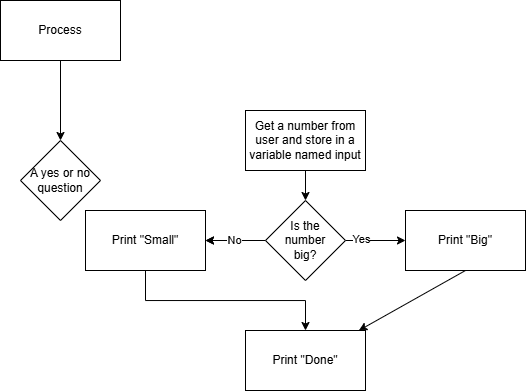 Process
A yes or no
question
Get a number from
user and store in a
variable named input
Is the
number
big?
No
Yes
Print "Small"
Print "Big"
Print "Done"